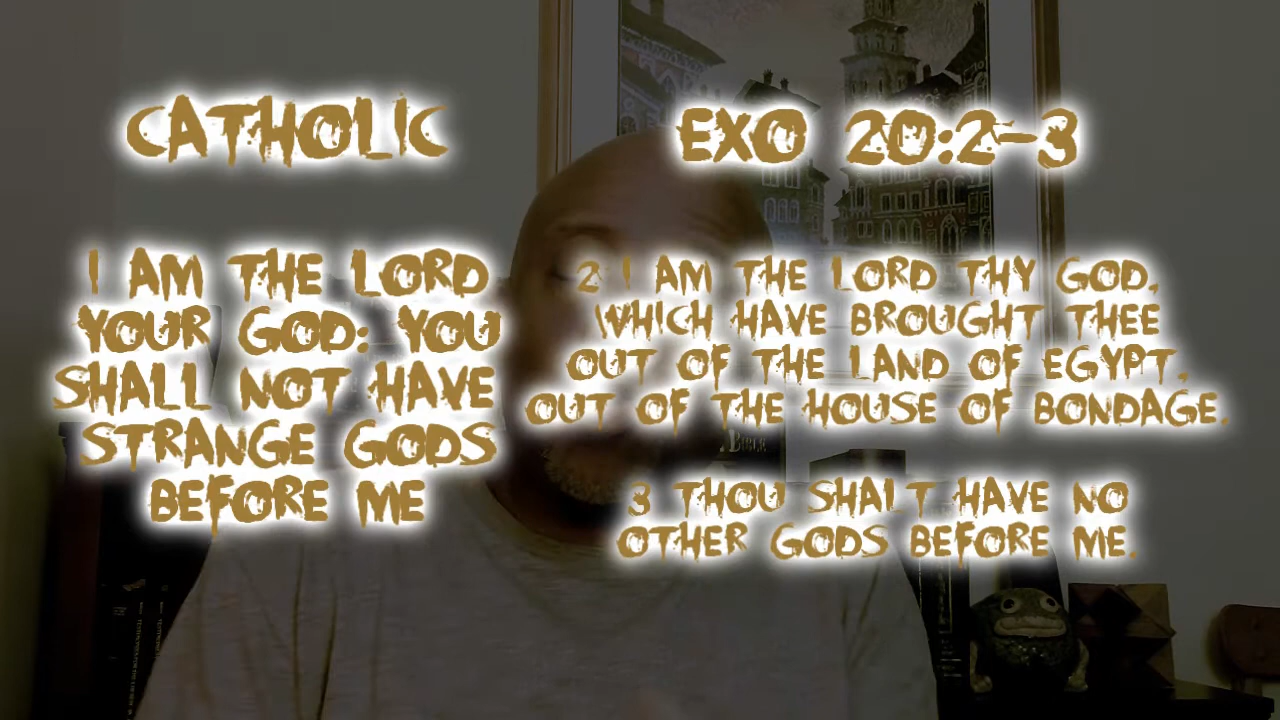 CATHOLIC
I AM THE LORD
YOUR GOD: YOU
SHALL NOT HAVE
STRANGE GODS
BEFORE ME
EXO 20:2-3
2 I AM THE LORD THY GOD,
WHICH HAVE BROUGHT THEE
OUT OF THE LAND OF EGYPT,
OUT OF THE HOUSE OF BONDAGE.
3 THOU SHALT HAVE NO
OTHER GODS BEFORE ME.
BIBLE